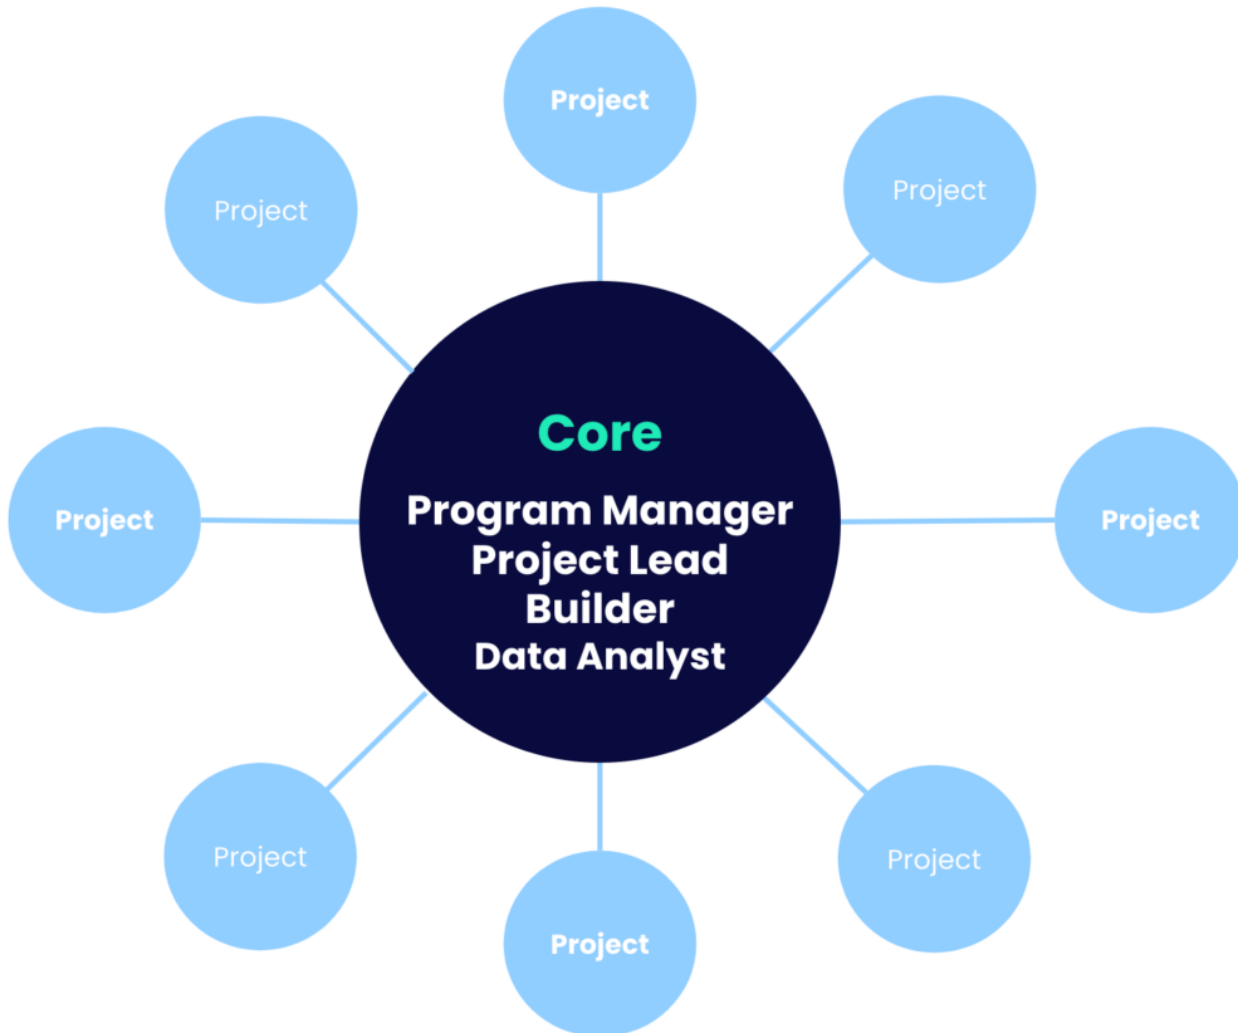 Project
Project
Project
Core
Program Manager
Project Lead
Builder
Data Analyst
Project
Project
Project
Project
Project